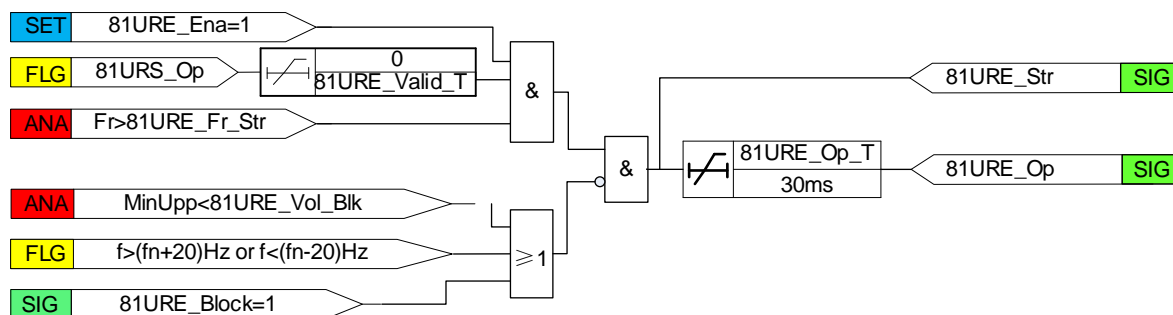 SET 81URE_Ena=1
FLG 81URS_Op
0
81URE_Valid_T
ANA Fr>81URE_Fr_Str
&
&
81URE_Str SIG
81URE_Op_T
30ms
81URE_Op SIG
ANA MinUpp<81URE_Vol_Blk
FLG f>(fn+20)Hz or f<(fn-20)Hz
≥1
SIG 81URE_Block=1